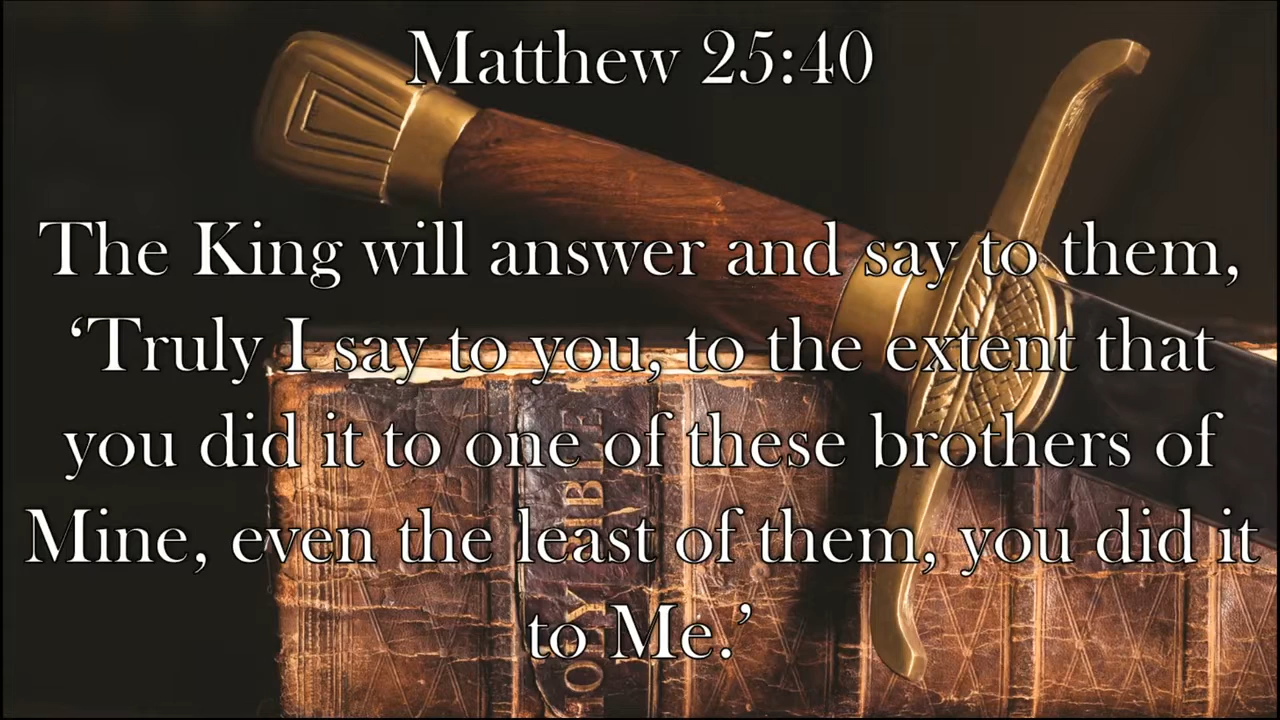 Matthew 25:40
The King will answer and say to them,
‘Truly I say to you, to the extent that
you did it to one of these brothers of
Mine, even the least of them, you did it
to Me.’
HOLY BIBLE